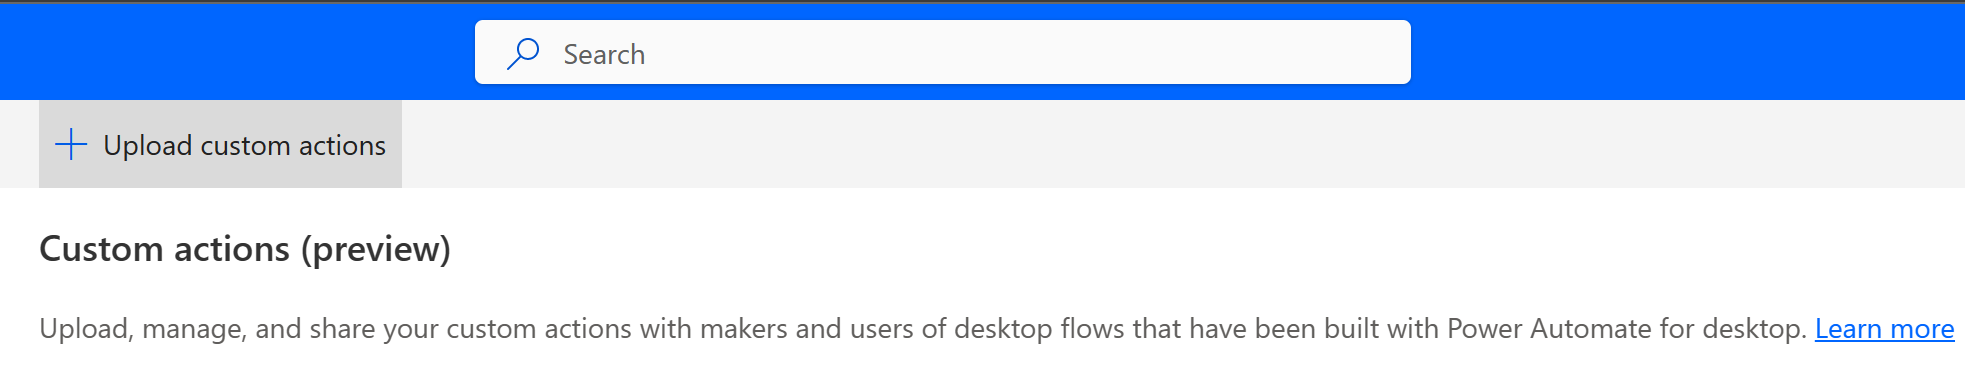 Search
Upload custom actions
Custom actions (preview)
Upload, manage, and share your custom actions with makers and users of desktop flows that have been built with Power Automate for desktop. Learn more